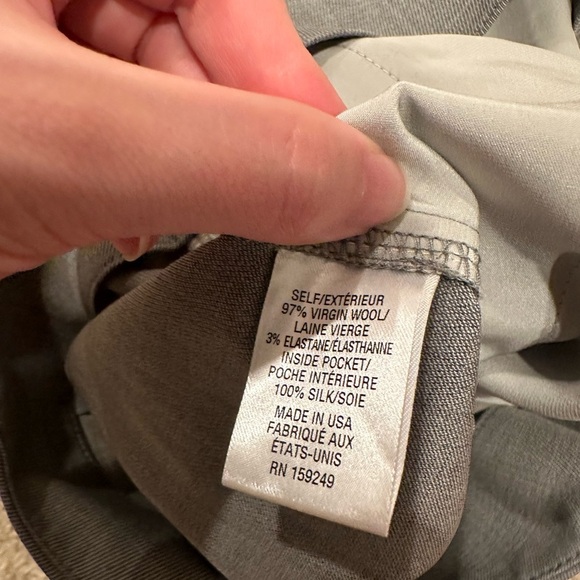 SELF/EXTÉRIEUR
97% VIRGIN WOOL/
LAINE VIERGE
3% ELASTANE/ÉLASTHANNE
INSIDE POCKET/
POCHE INTÉRIEURE
100% SILK/SOIE
MADE IN USA
FABRIQUÉ AUX
ÉTATS-UNIS
RN 159249